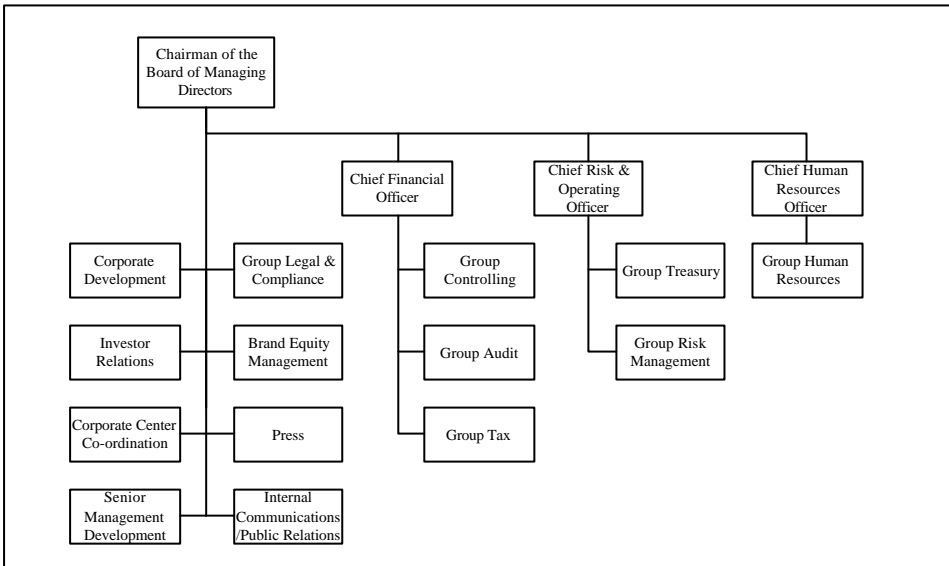 Chairman of the
Board of Managing
Directors
Chief Financial
Officer
Chief Risk &
Operating
Officer
Chief Human
Resources
Officer
Corporate
Development
Group Legal &
Compliance
Group
Controlling
Group Treasury
Group Human
Resources
Investor
Relations
Brand Equity
Management
Group Audit
Group Risk
Management
Corporate Center
Co-ordination
Press
Group Tax
Senior
Management
Development
Internal
Communications
/Public Relations